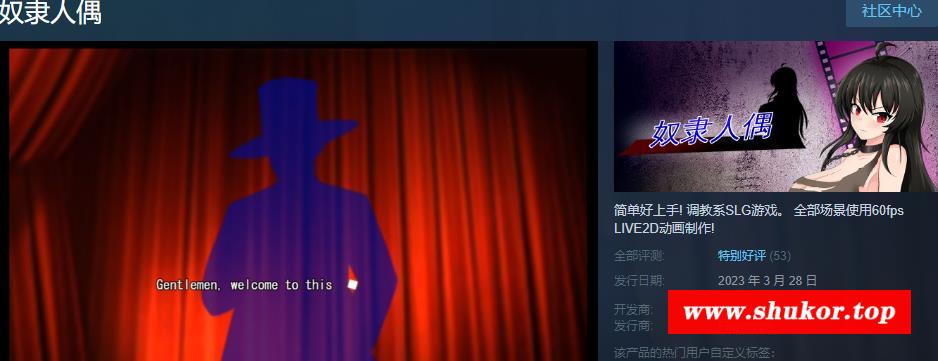 奴隶人偶
社区中心
Gentlemen, welcome to this
奴隶人偶
简单好上手! 调教系SLG游戏。 全部场景使用60fps
LIVE2D动画制作!
全部评测: 特别好评 (53)
发行日期: 2023 年 3 月 28 日
开发商:
发行商:
www.shukor.top
该产品的热门用户自定义标签: